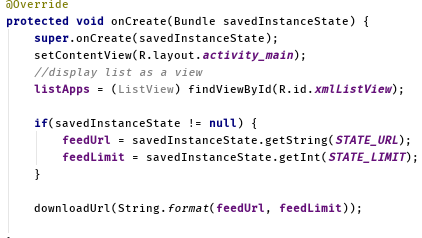 @Override
protected void onCreate(Bundle savedInstanceState) {
super.onCreate(savedInstanceState);
setContentView(R.layout.activity_main);
//display list as a view
listApps = (ListView) findViewById(R.id.xmlListView);
if(savedInstanceState != null) {
feedUrl = savedInstanceState.getString(STATE_URL);
feedLimit = savedInstanceState.getInt(STATE_LIMIT);
}
downloadUrl(String.format(feedUrl, feedLimit));